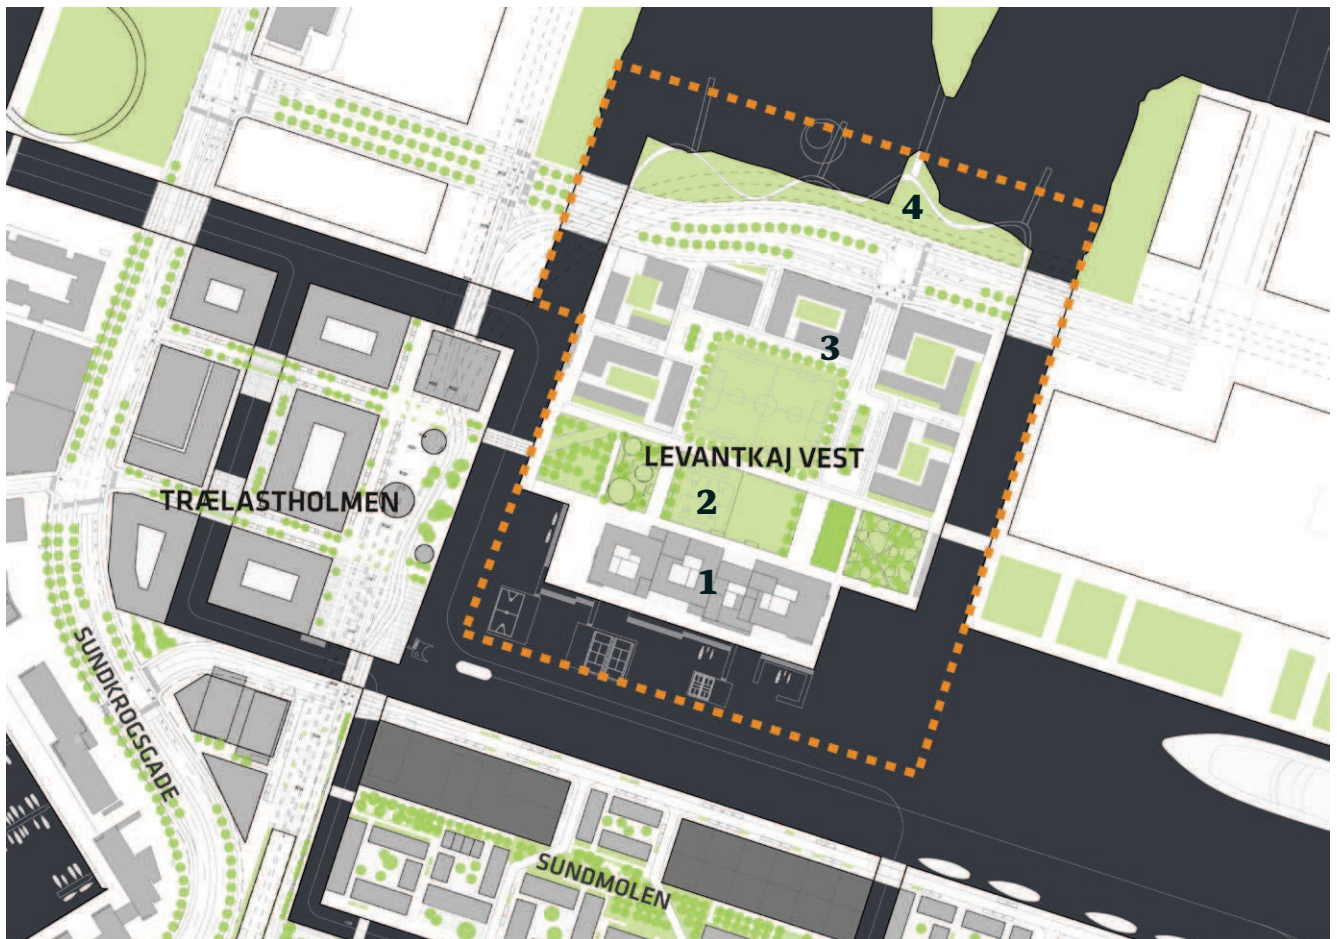 4
3
LEVANTKAJ VEST
2
TRÆLASTHOLMEN
1
SUNDKROGSGADE
SUNDMOLEN